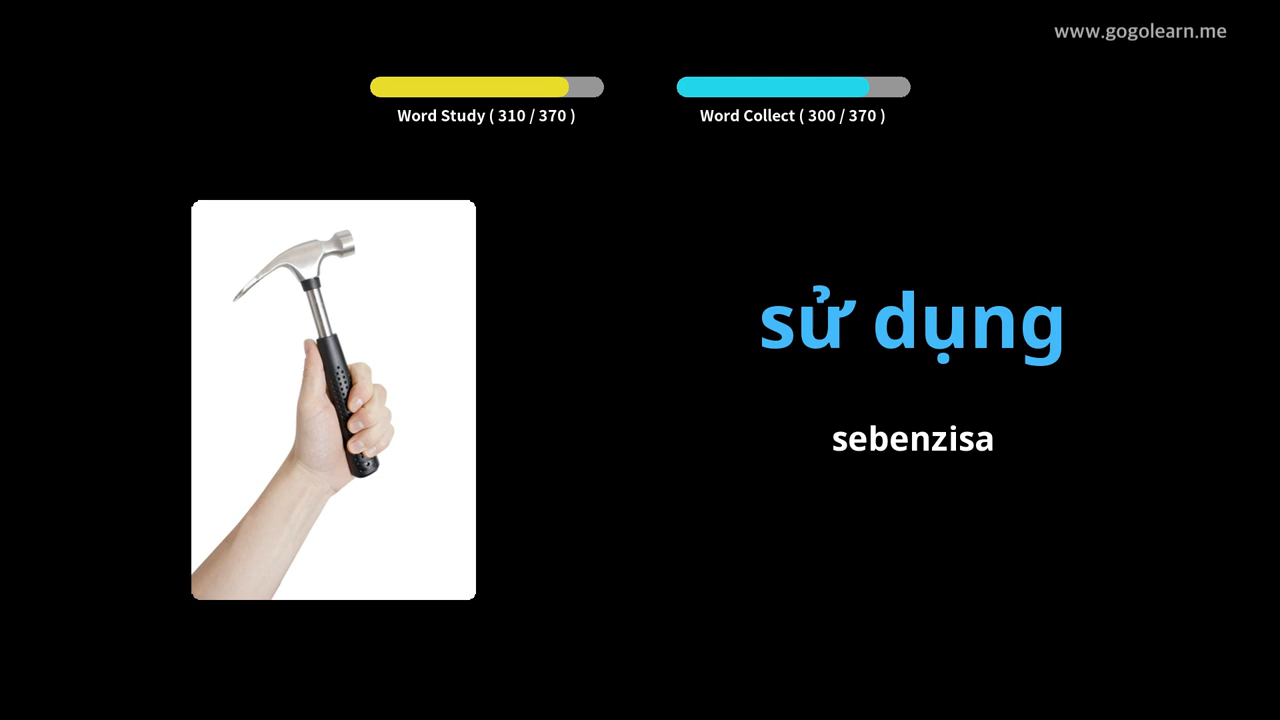 www.gogolearn.me
Word Study ( 310 / 370 )
Word Collect ( 300 / 370 )
sử dụng
sebenzisa